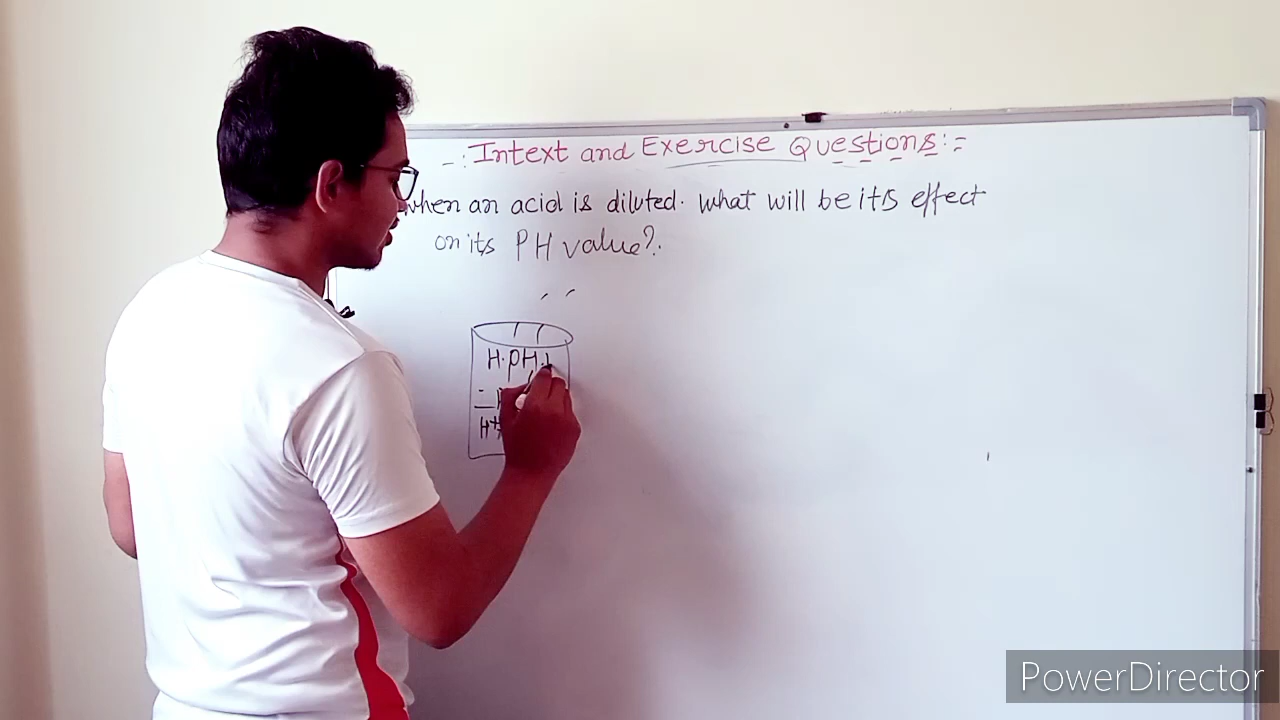 -: Intext and Exercise Questions:-
when an acid is diluted. what will be it's effect
on its PH value?.
H·pH·
H+
PowerDirector